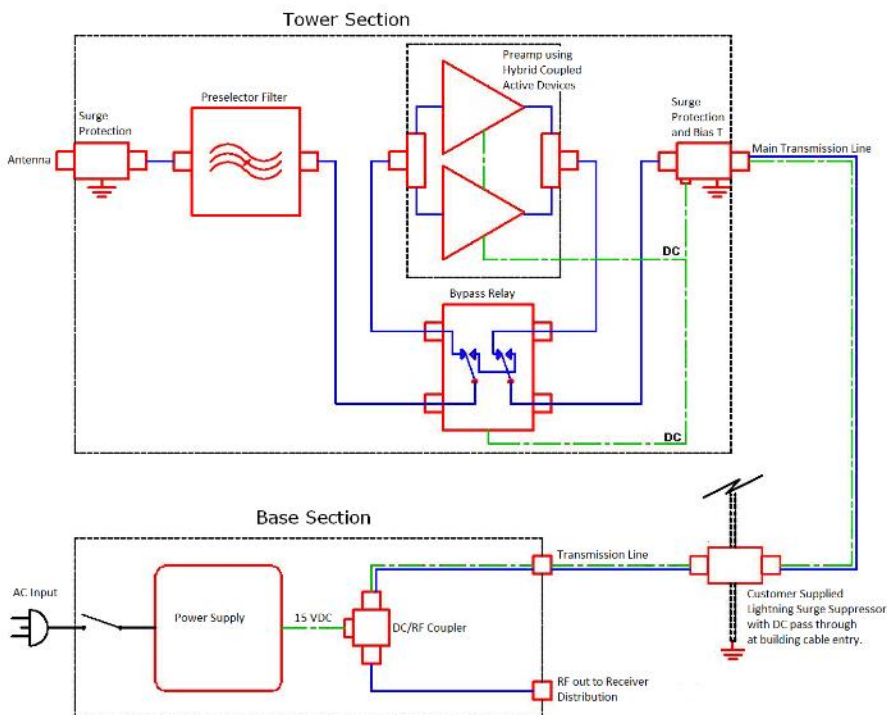 Tower Section
Preamp using
Hybrid Coupled
Active Devices
Preselector Filter
Surge
Protection
Surge
Protection
and Bias T
Antenna
Main Transmission Line
DC
Bypass Relay
DC
Base Section
Transmission Line
AC Input
Power Supply
15 VDC
DC/RF Coupler
Customer Supplied
Lightning Surge Suppressor
with DC pass through
at building cable entry.
RF out to Receiver
Distribution